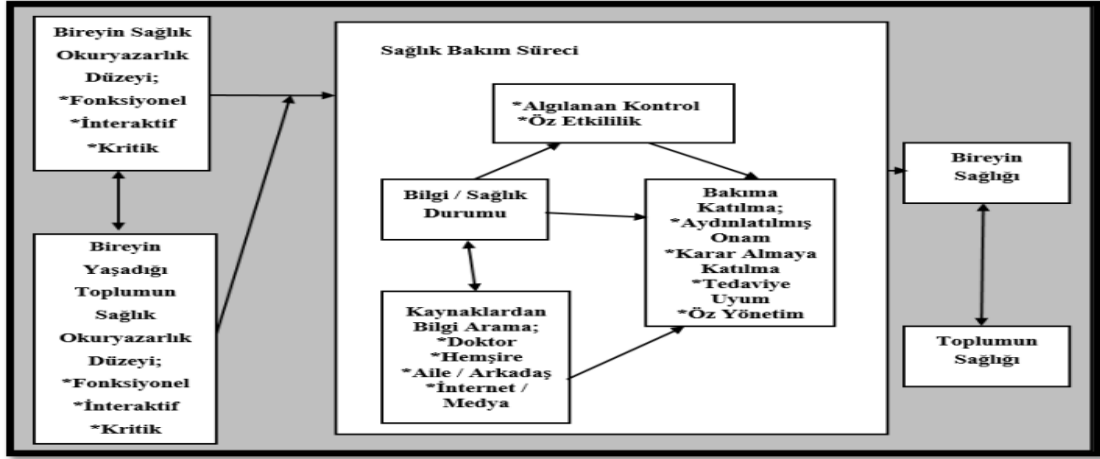 Bireyin Sağlık
Okuryazarlık
Düzeyi;
*Fonksiyonel
*İnteraktif
*Kritik
Bireyin
Yaşadığı
Toplumun
Sağlık
Okuryazarlık
Düzeyi;
*Fonksiyonel
*İnteraktif
*Kritik
Sağlık Bakım Süreci
*Algılanan Kontrol
*Öz Etkililik
Bilgi / Sağlık
Durumu
Kaynaklardan
Bilgi Arama;
*Doktor
*Hemşire
*Aile / Arkadaş
*İnternet /
Medya
Bakıma
Katılma;
*Aydınlatılmış
Onam
*Karar Almaya
Katılma
*Tedaviye
Uyum
*Öz Yönetim
Bireyin
Sağlığı
Toplumun
Sağlığı